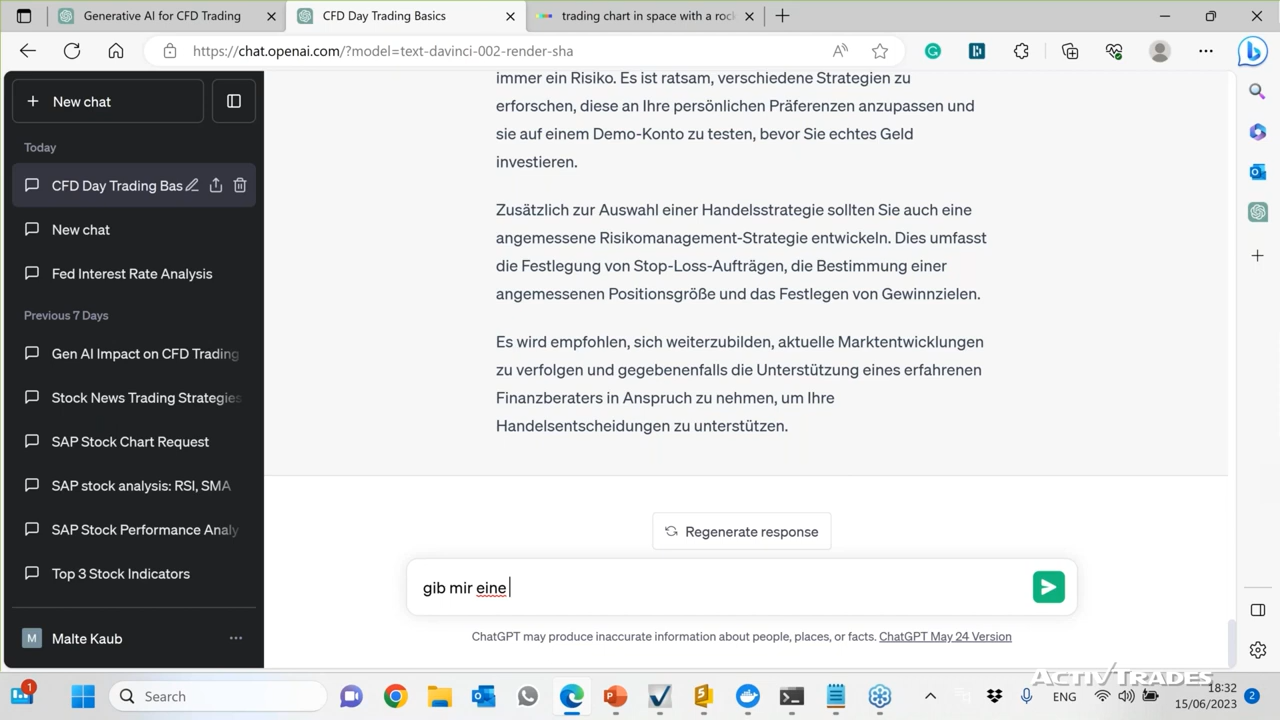 Generative AI for CFD Trading
CFD Day Trading Basics
trading chart in space with a rock
https://chat.openai.com/?model=text-davinci-002-render-sha
New chat
Today
CFD Day Trading Bas
New chat
Fed Interest Rate Analysis
Previous 7 Days
Gen AI Impact on CFD Trading
Stock News Trading Strategies
SAP Stock Chart Request
SAP stock analysis: RSI, SMA
SAP Stock Performance Analy
Top 3 Stock Indicators
M Malte Kaub
immer ein Risiko. Es ist ratsam, verschiedene Strategien zu
erforschen, diese an Ihre persönlichen Präferenzen anzupassen und
sie auf einem Demo-Konto zu testen, bevor Sie echtes Geld
investieren.
Zusätzlich zur Auswahl einer Handelsstrategie sollten Sie auch eine
angemessene Risikomanagement-Strategie entwickeln. Dies umfasst
die Festlegung von Stop-Loss-Aufträgen, die Bestimmung einer
angemessenen Positionsgröße und das Festlegen von Gewinnzielen.
Es wird empfohlen, sich weiterzubilden, aktuelle Marktentwicklungen
zu verfolgen und gegebenenfalls die Unterstützung eines erfahrenen
Finanzberaters in Anspruch zu nehmen, um Ihre
Handelsentscheidungen zu unterstützen.
Regenerate response
gib mir eine
ChatGPT may produce inaccurate information about people, places, or facts. ChatGPT May 24 Version
ActivTrades
1
Search
ENG
18:32
15/06/2023
2